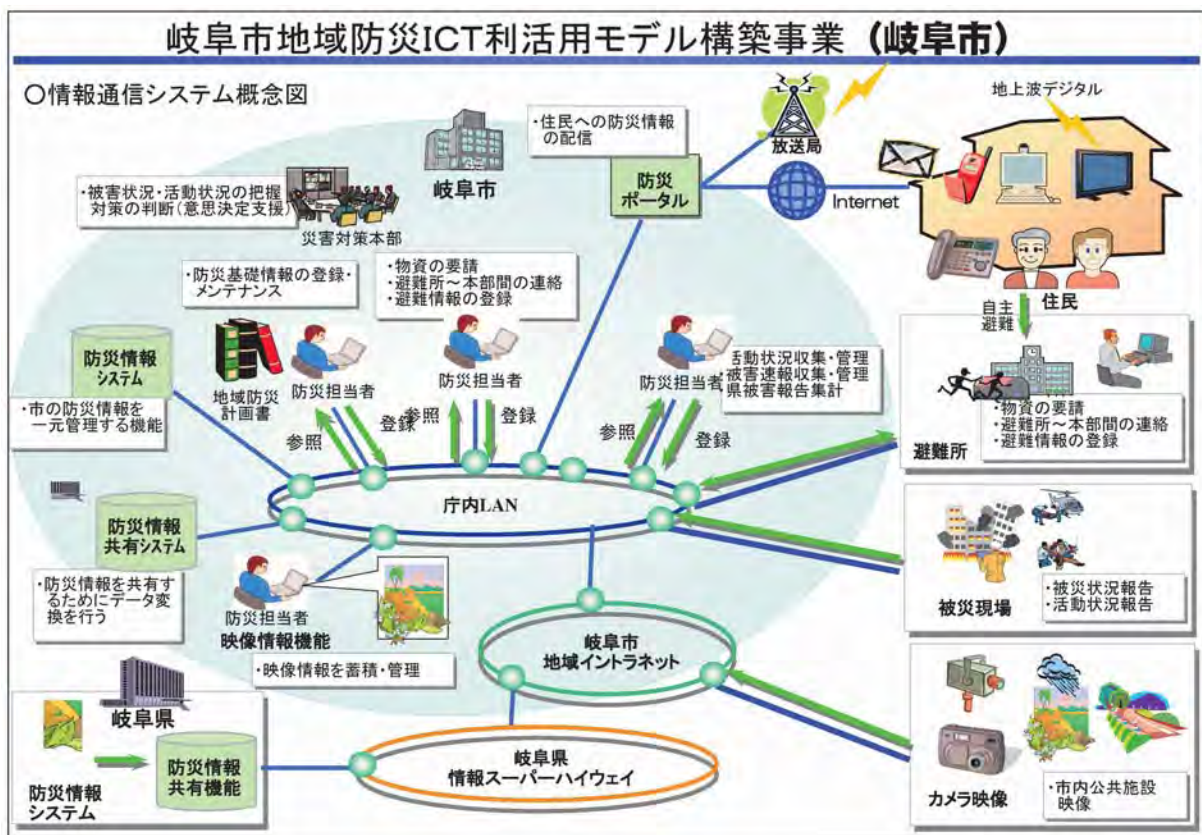 岐阜市地域防災ICT利活用モデル構築事業（岐阜市）
〇情報通信システム概念図
岐阜市
・住民への防災情報
の配信
放送局
地上波デジタル
防災
ポータル
Internet
・被害状況・活動状況の把握
対策の判断(意思決定支援)
災害対策本部
・防災基礎情報の登録・
メンテナンス
・物資の要請
・避難所～本部間の連絡
・避難情報の登録
住民
自主
避難
防災情報
システム
・市の防災情報を
一元管理する機能
地域防災
計画書
防災担当者
参照
登録
防災担当者
参照
登録
防災担当者
活動状況収集・管理
被害速報収集・管理
県被害報告集計
参照
登録
・物資の要請
・避難所～本部間の連絡
・避難情報の登録
避難所
庁内LAN
防災情報
共有システム
・防災情報を共有す
るためにデータ変
換を行う
防災担当者
映像情報機能
・映像情報を蓄積・管理
・被災状況報告
・活動状況報告
被災現場
岐阜市
地域イントラネット
岐阜県
防災情報
共有機能
防災情報
システム
岐阜県
情報スーパーハイウェイ
カメラ映像
・市内公共施設
映像